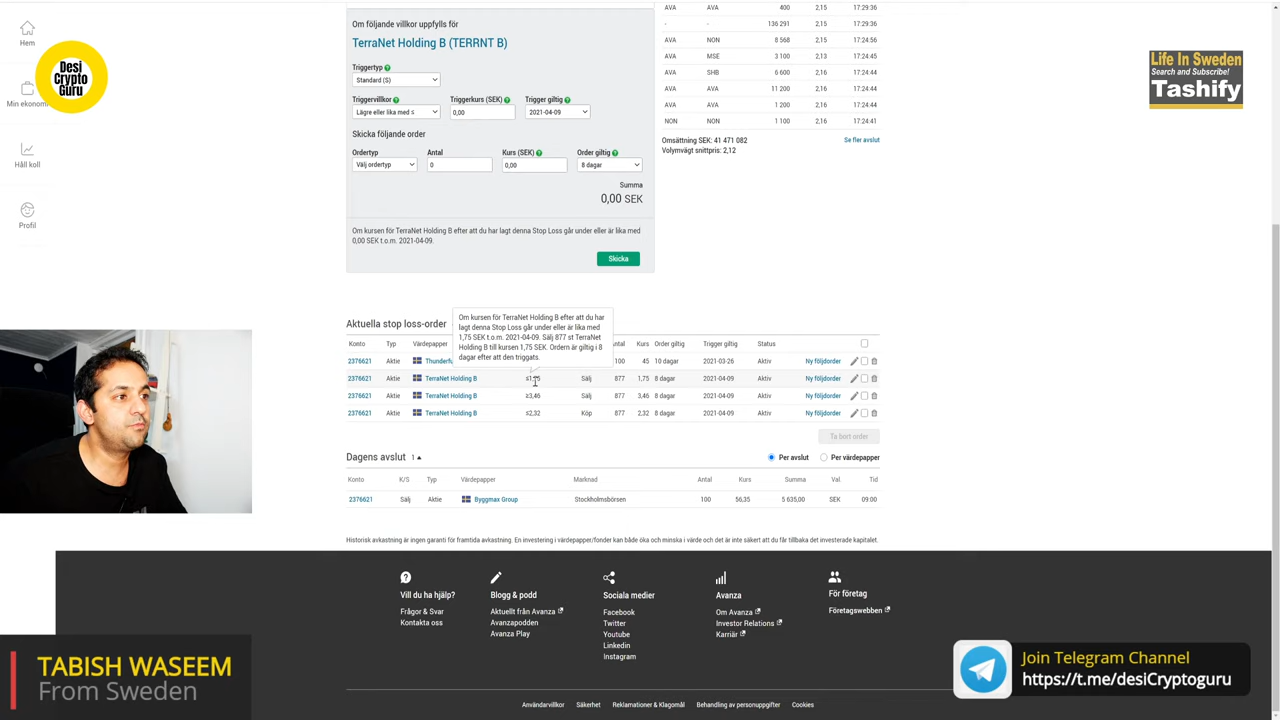 Hem
Min ekonomi
Håll koll
Profil
Desi
Crypto
Guru
Life In Sweden
Search and Subscribe!
Tashify
Om följande villkor uppfylls för
TerraNet Holding B (TERRNT B)
Triggertyp
Standard (S)
Triggervillkor Triggerkurs (SEK) Trigger giltig
Lägre eller lika med ≤ 0,00 2021-04-09
Skicka följande order
Ordertyp Antal Kurs (SEK) Order giltig
Välj ordertyp 0 0,00 8 dagar
Summa
0,00 SEK
Om kursen för TerraNet Holding B efter att du har lagt denna Stop Loss går under eller är lika med
0,00 SEK t.o.m. 2021-04-09.
Skicka
AVA AVA 400 2,15 17:29:36
- - 136 291 2,15 17:29:36
AVA NON 8 568 2,15 17:24:56
AVA MSE 3 100 2,13 17:24:45
AVA SHB 6 600 2,16 17:24:44
AVA AVA 11 200 2,16 17:24:44
AVA AVA 1 200 2,16 17:24:44
NON NON 1 100 2,16 17:24:41
Omsättning SEK: 41 471 082 Se fler avslut
Volymvägt snittpris: 2,12
Om kursen för TerraNet Holding B efter att du har
lagt denna Stop Loss går under eller är lika med
1,75 SEK t.o.m. 2021-04-09. Sälj 877 st TerraNet
Holding B till kursen 1,75 SEK. Ordern är giltig i 8
dagar efter att den triggats.
Aktuella stop loss-order
Konto Typ Värdepapper Kurs Order giltig Trigger giltig Status
2376621 Aktie 100 45 10 dagar 2021-03-26 Aktiv Ny följdorder
2376621 Aktie TerraNet Holding B Sälj 877 1,75 8 dagar 2021-04-09 Aktiv Ny följdorder
2376621 Aktie TerraNet Holding B ≥3,46 Sälj 877 3,46 8 dagar 2021-04-09 Aktiv Ny följdorder
2376621 Aktie TerraNet Holding B ≤2,32 Köp 877 2,32 8 dagar 2021-04-09 Aktiv Ny följdorder
Ta bort order
Dagens avslut 1 Per avslut Per värdepapper
Konto K/S Typ Värdepapper Marknad Antal Kurs Summa Val. Tid
2376621 Sälj Aktie Byggmax Group Stockholmsbörsen 100 56,35 5 635,00 SEK 09:00
Historisk avkastning är ingen garanti för framtida avkastning. En investering i värdepapper/fonder kan både öka och minska i värde och det är inte säkert att du får tillbaka det investerade kapitalet.
Vill du ha hjälp?
Frågor & Svar
Kontakta oss
Blogg & podd
Aktuellt från Avanza
Avanzapodden
Avanza Play
Sociala medier
Facebook
Twitter
Youtube
Linkedin
Instagram
Avanza
Om Avanza
Investor Relations
Karriär
För företag
Företagswebben
TABISH WASEEM
From Sweden
Join Telegram Channel
https://t.me/desiCryptoguru
Användarvillkor Säkerhet Reklamationer & Klagomål Behandling av personuppgifter Cookies